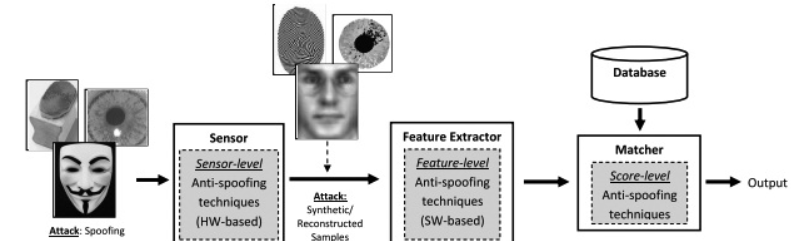 Database
Sensor
Sensor-level
Anti-spoofing
techniques
(HW-based)
Attack: Spoofing
Attack:
Synthetic/
Reconstructed
Samples
Feature Extractor
Feature-level
Anti-spoofing
techniques
(SW-based)
Matcher
Score-level
Anti-spoofing
techniques
Output